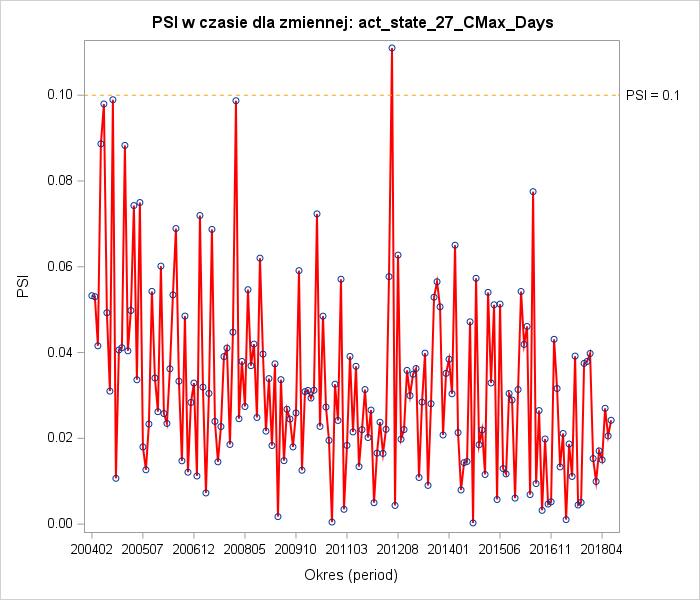 PSI w czasie dla zmiennej: act_state_27_CMax_Days
0.10
PSI = 0.1
0.08
0.06
PSI
0.04
0.02
0.00
200402 200507 200612 200805 200910 201103 201208 201401 201506 201611 201804
Okres (period)